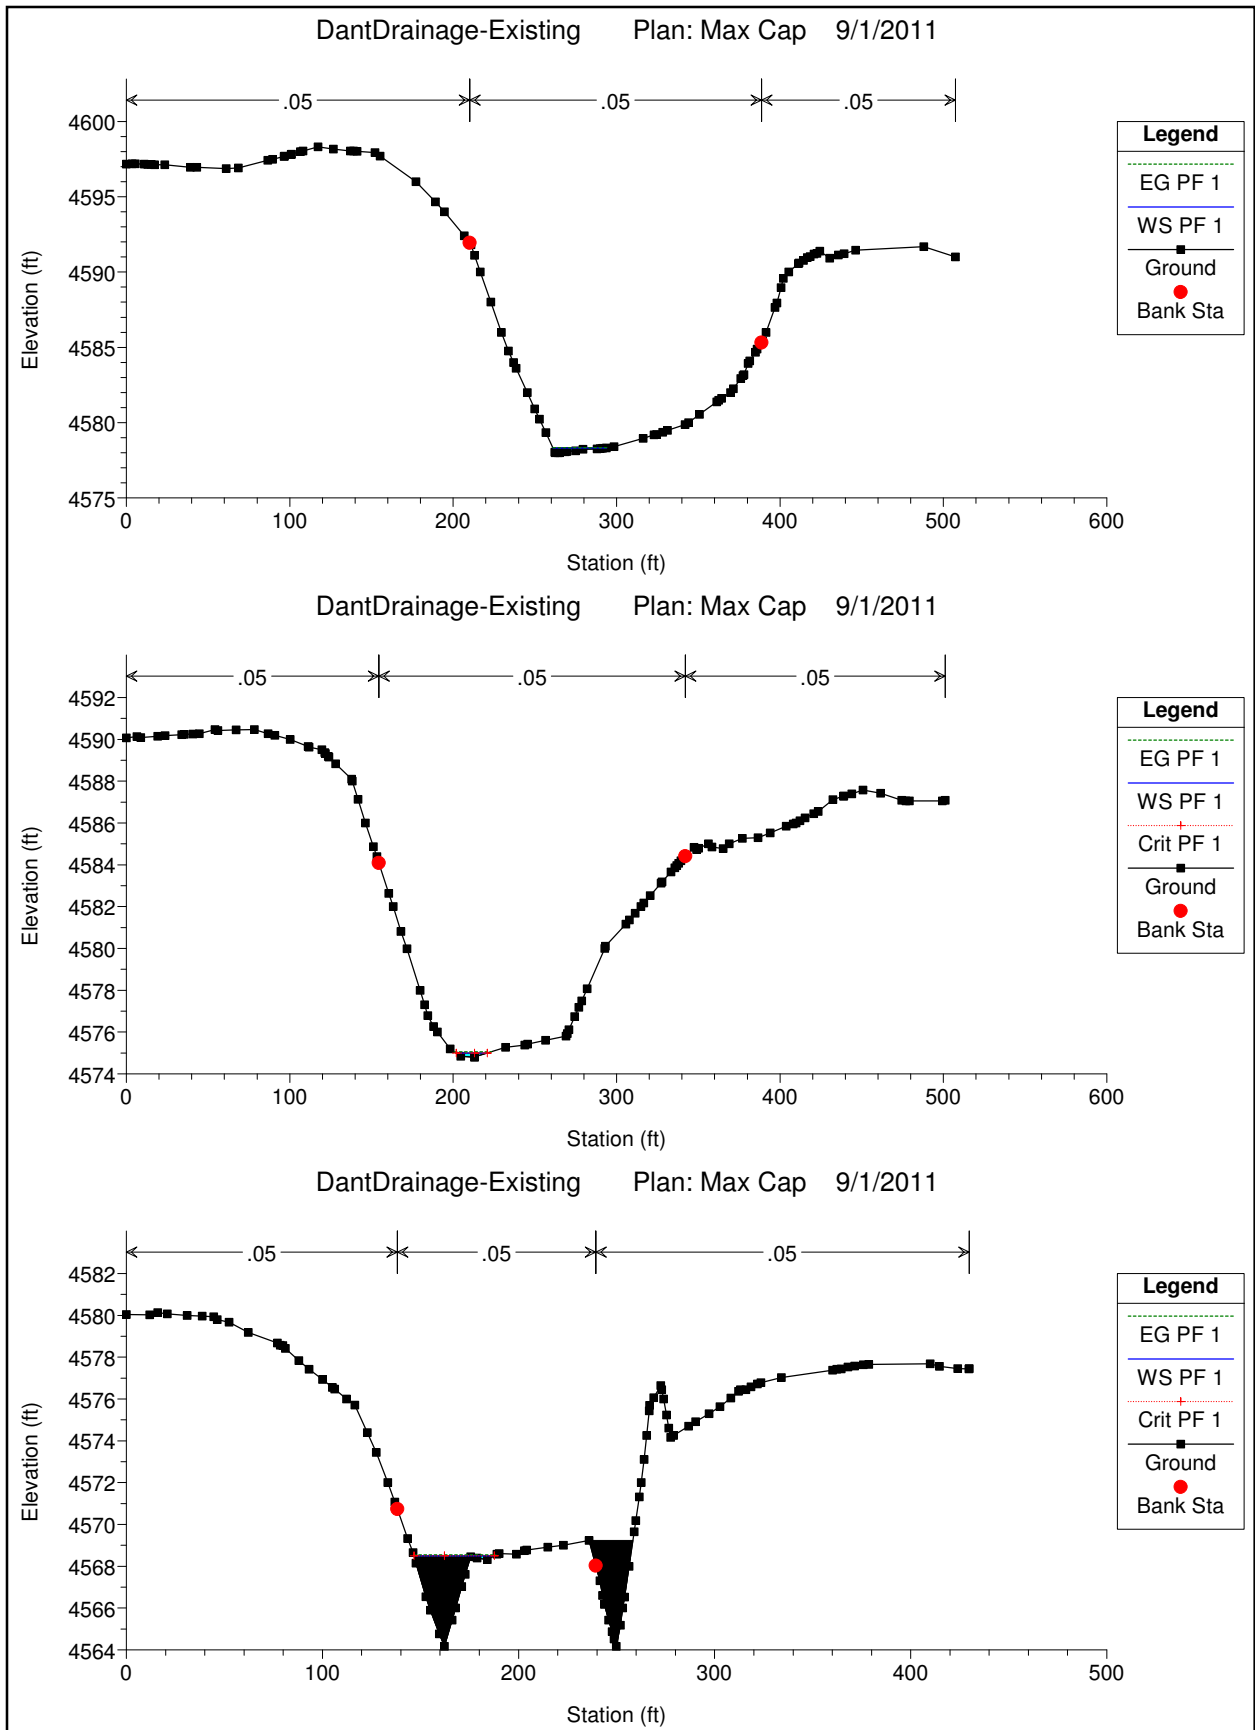 DantDrainage-Existing Plan: Max Cap 9/1/2011
.05 .05 .05
4600
4595
4590
4585
4580
4575
Elevation (ft)
0 100 200 300 400 500 600
Station (ft)
Legend
EG PF 1
WS PF 1
Ground
Bank Sta
DantDrainage-Existing Plan: Max Cap 9/1/2011
.05 .05 .05
4592
4590
4588
4586
4584
4582
4580
4578
4576
4574
Elevation (ft)
0 100 200 300 400 500 600
Station (ft)
Legend
EG PF 1
WS PF 1
Crit PF 1
Ground
Bank Sta
DantDrainage-Existing Plan: Max Cap 9/1/2011
.05 .05 .05
4582
4580
4578
4576
4574
4572
4570
4568
4566
4564
Elevation (ft)
0 100 200 300 400 500
Station (ft)
Legend
EG PF 1
WS PF 1
Crit PF 1
Ground
Bank Sta